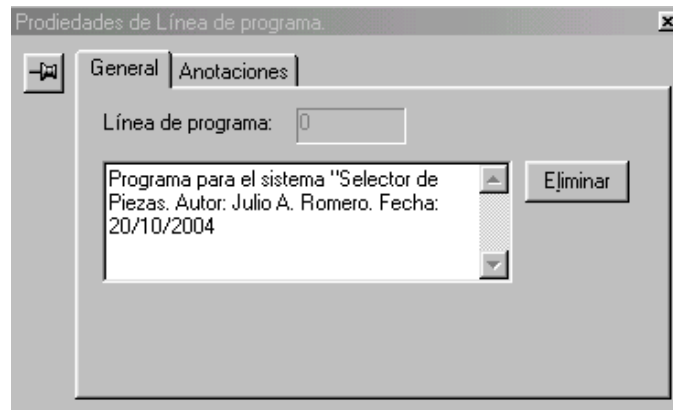 Prodiedades de Línea de programa.
General Anotaciones
Línea de programa: 0
Programa para el sistema "Selector de
Piezas. Autor: Julio A. Romero. Fecha:
20/10/2004
Eliminar